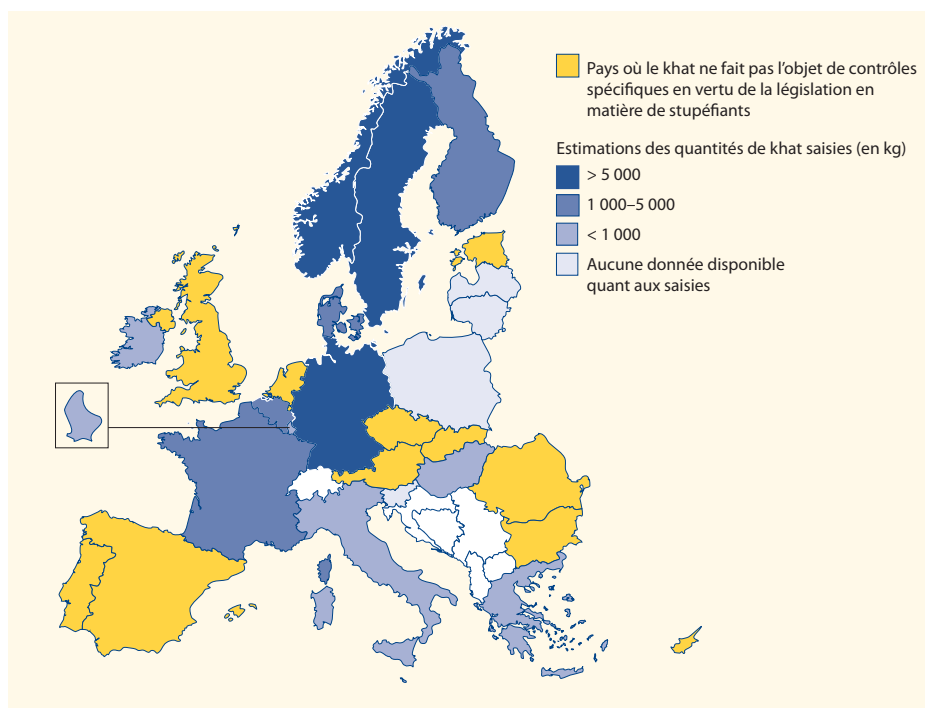 Pays où le khat ne fait pas l'objet de contrôles
spécifiques en vertu de la législation en
matière de stupéfiants
Estimations des quantités de khat saisies (en kg)
> 5 000
1 000–5 000
< 1 000
Aucune donnée disponible
quant aux saisies